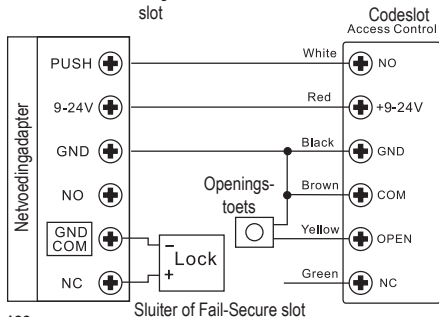 slot
Codeslot
Access Control
Netvoedingadapter
PUSH
9-24V
GND
NO
GND
COM
NC
White
Red
Black
Brown
Yellow
Green
Openings-
toets
Lock
−
+
NO
+9-24V
GND
COM
OPEN
NC
Sluiter of Fail-Secure slot